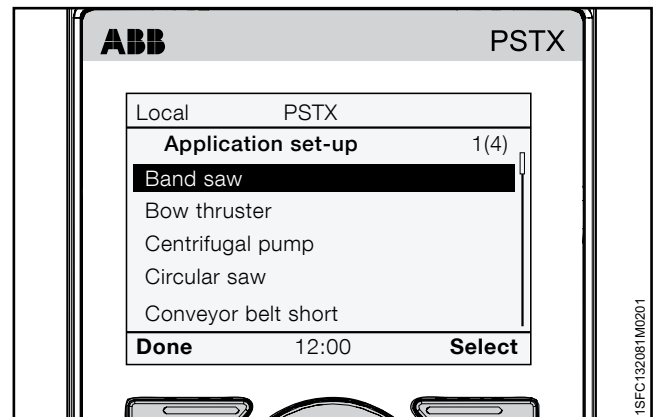 ABB PSTX
Local PSTX
Application set-up 1(4)
Band saw
Bow thruster
Centrifugal pump
Circular saw
Conveyor belt short
Done 12:00 Select
1SFC132081M0201